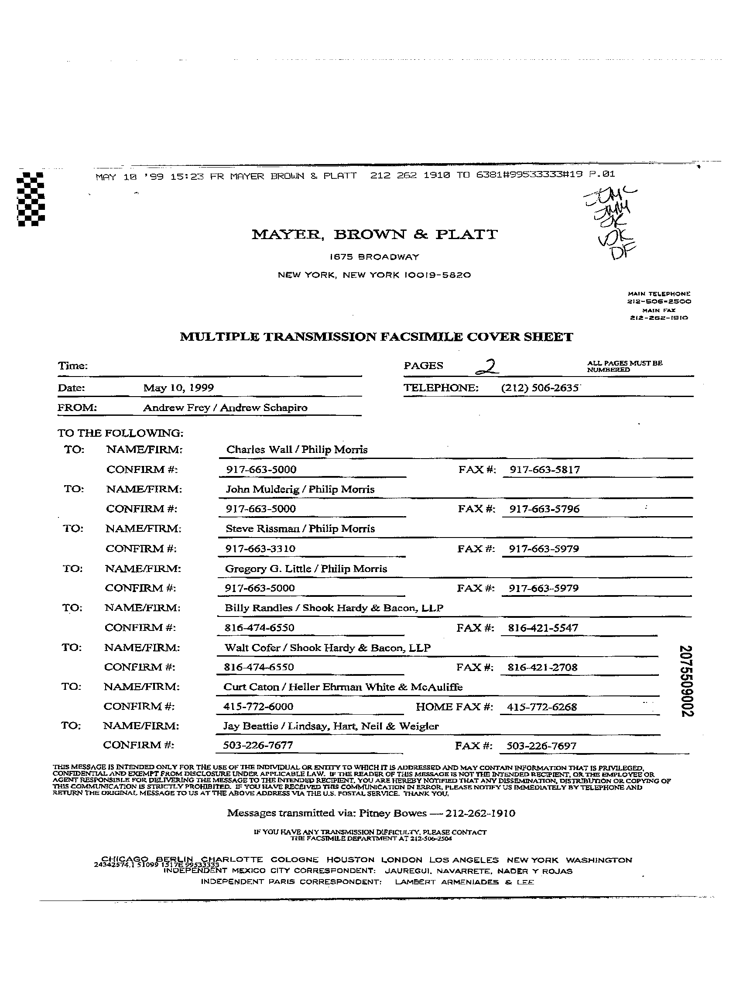 MAY 10 '99 15:23 FR MAYER BROWN & PLATT 212 262 1910 TO 6381#99533333#19 P.01
JMM
JK
VOK
DF
MAYER, BROWN & PLATT
1675 BROADWAY
NEW YORK, NEW YORK 10019-5820
MAIN TELEPHONE
212-506-2500
MAIN FAX
212-262-1910
MULTIPLE TRANSMISSION FACSIMILE COVER SHEET
Time: PAGES 2 ALL PAGES MUST BE NUMBERED
Date: May 10, 1999 TELEPHONE: (212) 506-2635
FROM: Andrew Frey / Andrew Schapiro
TO THE FOLLOWING:
TO: NAME/FIRM: Charles Wall / Philip Morris
CONFIRM #: 917-663-5000 FAX #: 917-663-5817
TO: NAME/FIRM: John Mulderig / Philip Morris
CONFIRM #: 917-663-5000 FAX #: 917-663-5796
TO: NAME/FIRM: Steve Rissman / Philip Morris
CONFIRM #: 917-663-3310 FAX #: 917-663-5979
TO: NAME/FIRM: Gregory G. Little / Philip Morris
CONFIRM #: 917-663-5000 FAX #: 917-663-5979
TO: NAME/FIRM: Billy Randles / Shook Hardy & Bacon, LLP
CONFIRM #: 816-474-6550 FAX #: 816-421-5547
TO: NAME/FIRM: Walt Cofer / Shook Hardy & Bacon, LLP
CONFIRM #: 816-474-6550 FAX #: 816-421-2708
TO: NAME/FIRM: Curt Caton / Heller Ehrman White & McAuliffe
CONFIRM #: 415-772-6000 HOME FAX #: 415-772-6268
TO: NAME/FIRM: Jay Beattie / Lindsay, Hart, Neil & Weigler
CONFIRM #: 503-226-7677 FAX #: 503-226-7697
2075509002
THIS MESSAGE IS INTENDED ONLY FOR THE USE OF THE INDIVIDUAL OR ENTITY TO WHICH IT IS ADDRESSED AND MAY CONTAIN INFORMATION THAT IS PRIVILEGED,
CONFIDENTIAL AND EXEMPT FROM DISCLOSURE UNDER APPLICABLE LAW. IF THE READER OF THIS MESSAGE IS NOT THE INTENDED RECIPIENT, OR THE EMPLOYEE OR
AGENT RESPONSIBLE FOR DELIVERING THE MESSAGE TO THE INTENDED RECIPIENT, YOU ARE HEREBY NOTIFIED THAT ANY DISSEMINATION, DISTRIBUTION OR COPYING OF
THIS COMMUNICATION IS STRICTLY PROHIBITED. IF YOU HAVE RECEIVED THIS COMMUNICATION IN ERROR, PLEASE NOTIFY US IMMEDIATELY BY TELEPHONE AND
RETURN THE ORIGINAL MESSAGE TO US AT THE ABOVE ADDRESS VIA THE U.S. POSTAL SERVICE. THANK YOU.
Messages transmitted via: Pitney Bowes — 212-262-1910
IF YOU HAVE ANY TRANSMISSION DIFFICULTY, PLEASE CONTACT
THE FACSIMILE DEPARTMENT AT 212-506-2504
CHICAGO BERLIN CHARLOTTE COLOGNE HOUSTON LONDON LOS ANGELES NEW YORK WASHINGTON
24342574.1 51099 1517E 99533333
INDEPENDENT MEXICO CITY CORRESPONDENT: JAUREGUI, NAVARRETE, NADER Y ROJAS
INDEPENDENT PARIS CORRESPONDENT: LAMBERT ARMENIADES & LEE